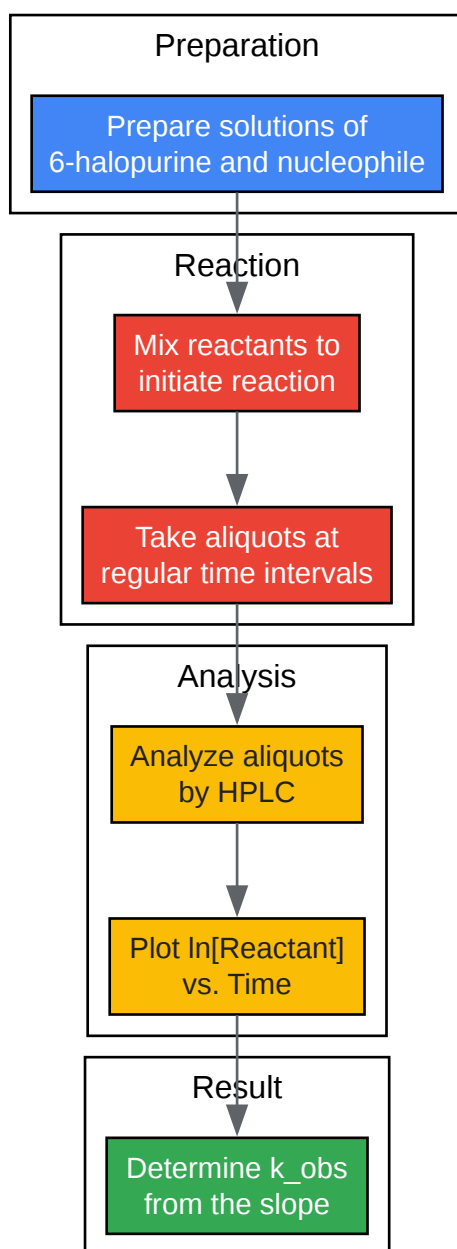 Preparation
Prepare solutions of
6-halopurine and nucleophile
Reaction
Mix reactants to
initiate reaction
Take aliquots at
regular time intervals
Analysis
Analyze aliquots
by HPLC
Plot ln[Reactant]
vs. Time
Result
Determine k_obs
from the slope